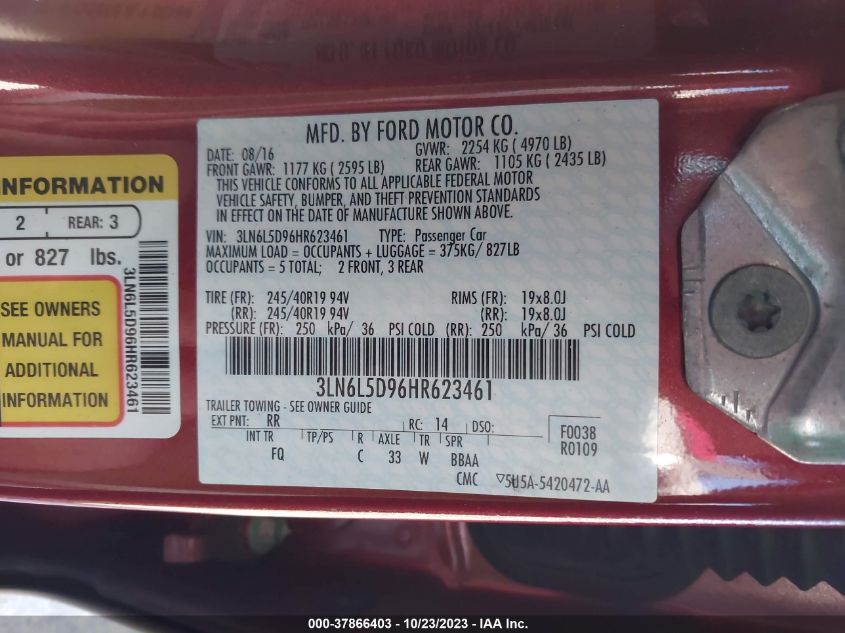 INFORMATION
2 REAR: 3
or 827 lbs.
SEE OWNERS
MANUAL FOR
ADDITIONAL
INFORMATION
3LN6L5D96HR623461
MFD. BY FORD MOTOR CO.
DATE: 08/16 GVWR: 2254 KG ( 4970 LB)
FRONT GAWR: 1177 KG ( 2595 LB) REAR GAWR: 1105 KG ( 2435 LB)
THIS VEHICLE CONFORMS TO ALL APPLICABLE FEDERAL MOTOR
VEHICLE SAFETY, BUMPER, AND THEFT PREVENTION STANDARDS
IN EFFECT ON THE DATE OF MANUFACTURE SHOWN ABOVE.
VIN: 3LN6L5D96HR623461 TYPE: Passenger Car
MAXIMUM LOAD = OCCUPANTS + LUGGAGE = 375KG/ 827LB
OCCUPANTS = 5 TOTAL; 2 FRONT, 3 REAR
TIRE (FR): 245/40R19 94V RIMS (FR): 19x8.0J
(RR): 245/40R19 94V (RR): 19x8.0J
PRESSURE (FR): 250 kPa/ 36 PSI COLD (RR): 250 kPa/ 36 PSI COLD
3LN6L5D96HR623461
TRAILER TOWING - SEE OWNER GUIDE
EXT PNT: RR RC: 14 DSO: F0038
INT TR TP/PS R AXLE TR SPR R0109
FQ C 33 W BBAA
CMC 5U5A-5420472-AA
000-37866403 - 10/23/2023 - IAA Inc.